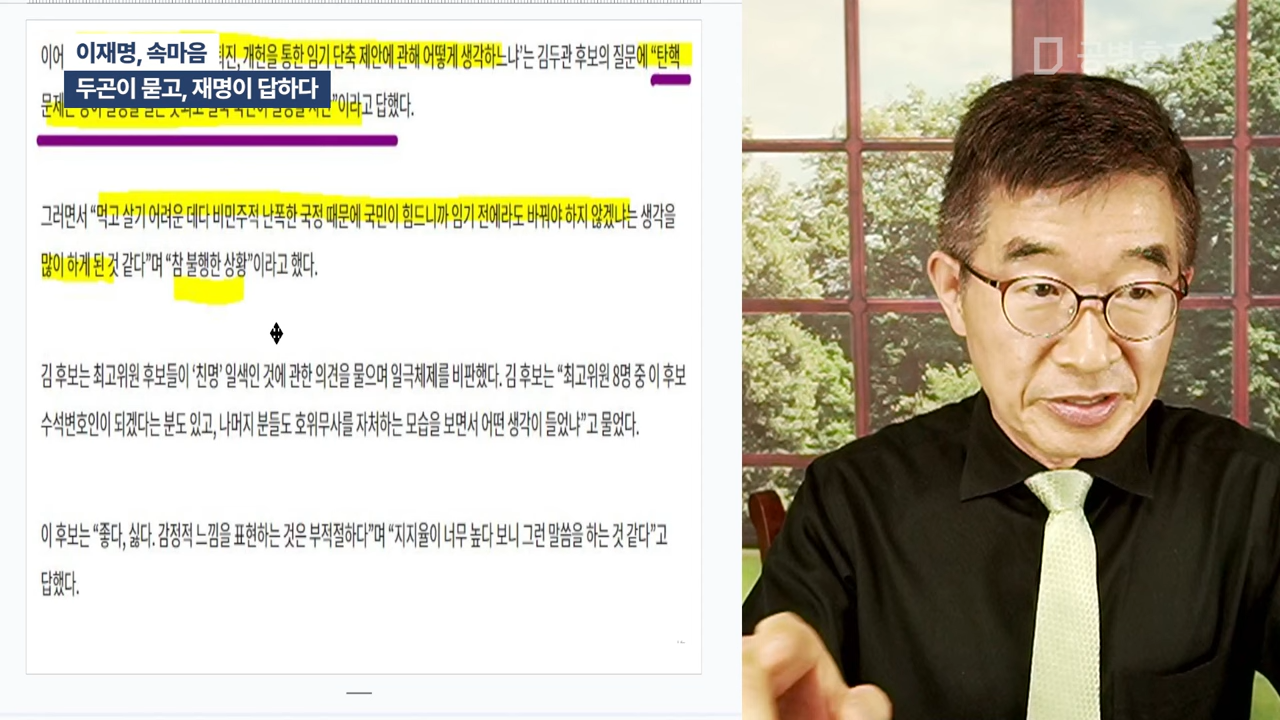 이재명, 속마음
두곤이 묻고, 재명이 답하다
이어 퇴진, 개헌을 통한 임기 단축 제안에 관해 어떻게 생각하느냐’는 김두관 후보의 질문에 “탄핵
이라고 답했다.
그러면서 “먹고 살기 어려운 데다 비민주적 난폭한 국정 때문에 국민이 힘드니까 임기 전에라도 바꿔야 하지 않겠냐는 생각을
많이 하게 된 것 같다”며 “참 불행한 상황”이라고 했다.
김 후보는 최고위원 후보들이 ‘친명’ 일색인 것에 관한 의견을 물으며 일극체제를 비판했다. 김 후보는 “최고위원 8명 중 이 후보
수석변호인이 되겠다는 분도 있고, 나머지 분들도 호위무사를 자처하는 모습을 보면서 어떤 생각이 들었냐”고 물었다.
이 후보는 “좋다, 싫다. 감정적 느낌을 표현하는 것은 부적절하다”며 “지지율이 너무 높다 보니 그런 말씀을 하는 것 같다”고
답했다.